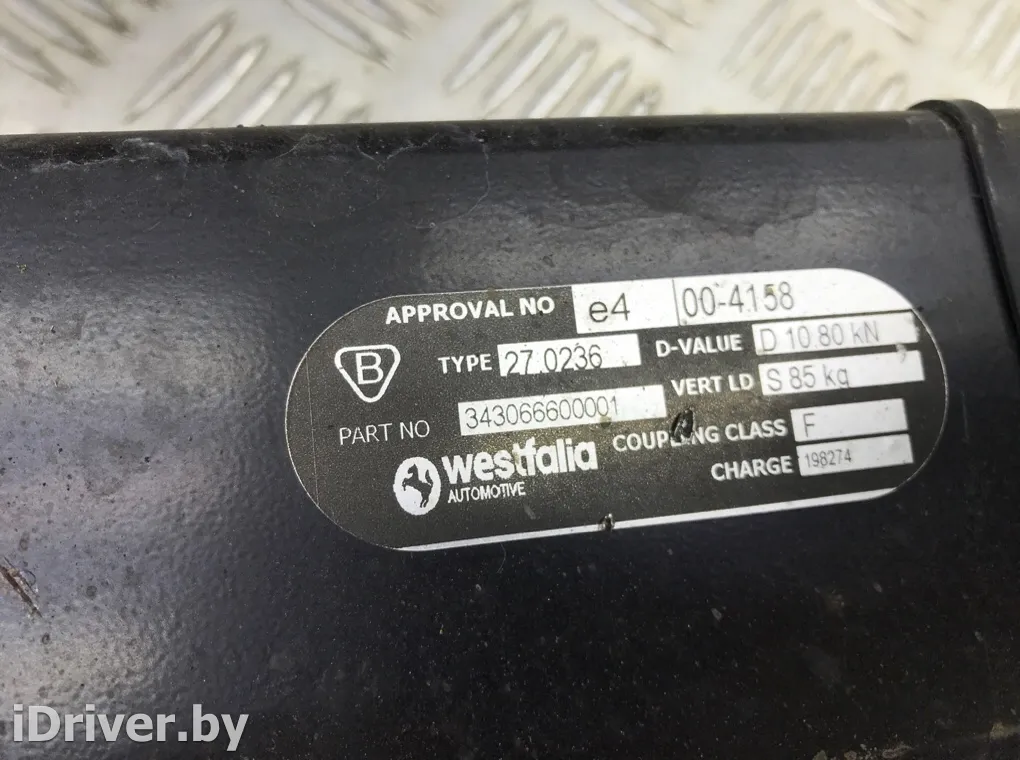 APPROVAL NO e4 00-4158
B
TYPE 27.0236 D-VALUE D 10.80 kN
VERT LD S 85 kg
PART NO 343066600001
COUPLING CLASS F
westfalia
AUTOMOTIVE
CHARGE 198274
iDriver.by